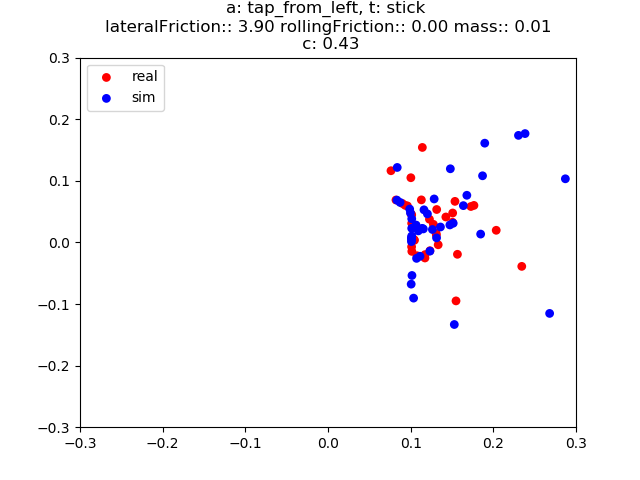 a: tap_from_left, t: stick
lateralFriction:: 3.90 rollingFriction:: 0.00 mass:: 0.01
c: 0.43
real
sim
0.3
0.2
0.1
0.0
−0.1
−0.2
−0.3
−0.3 −0.2 −0.1 0.0 0.1 0.2 0.3